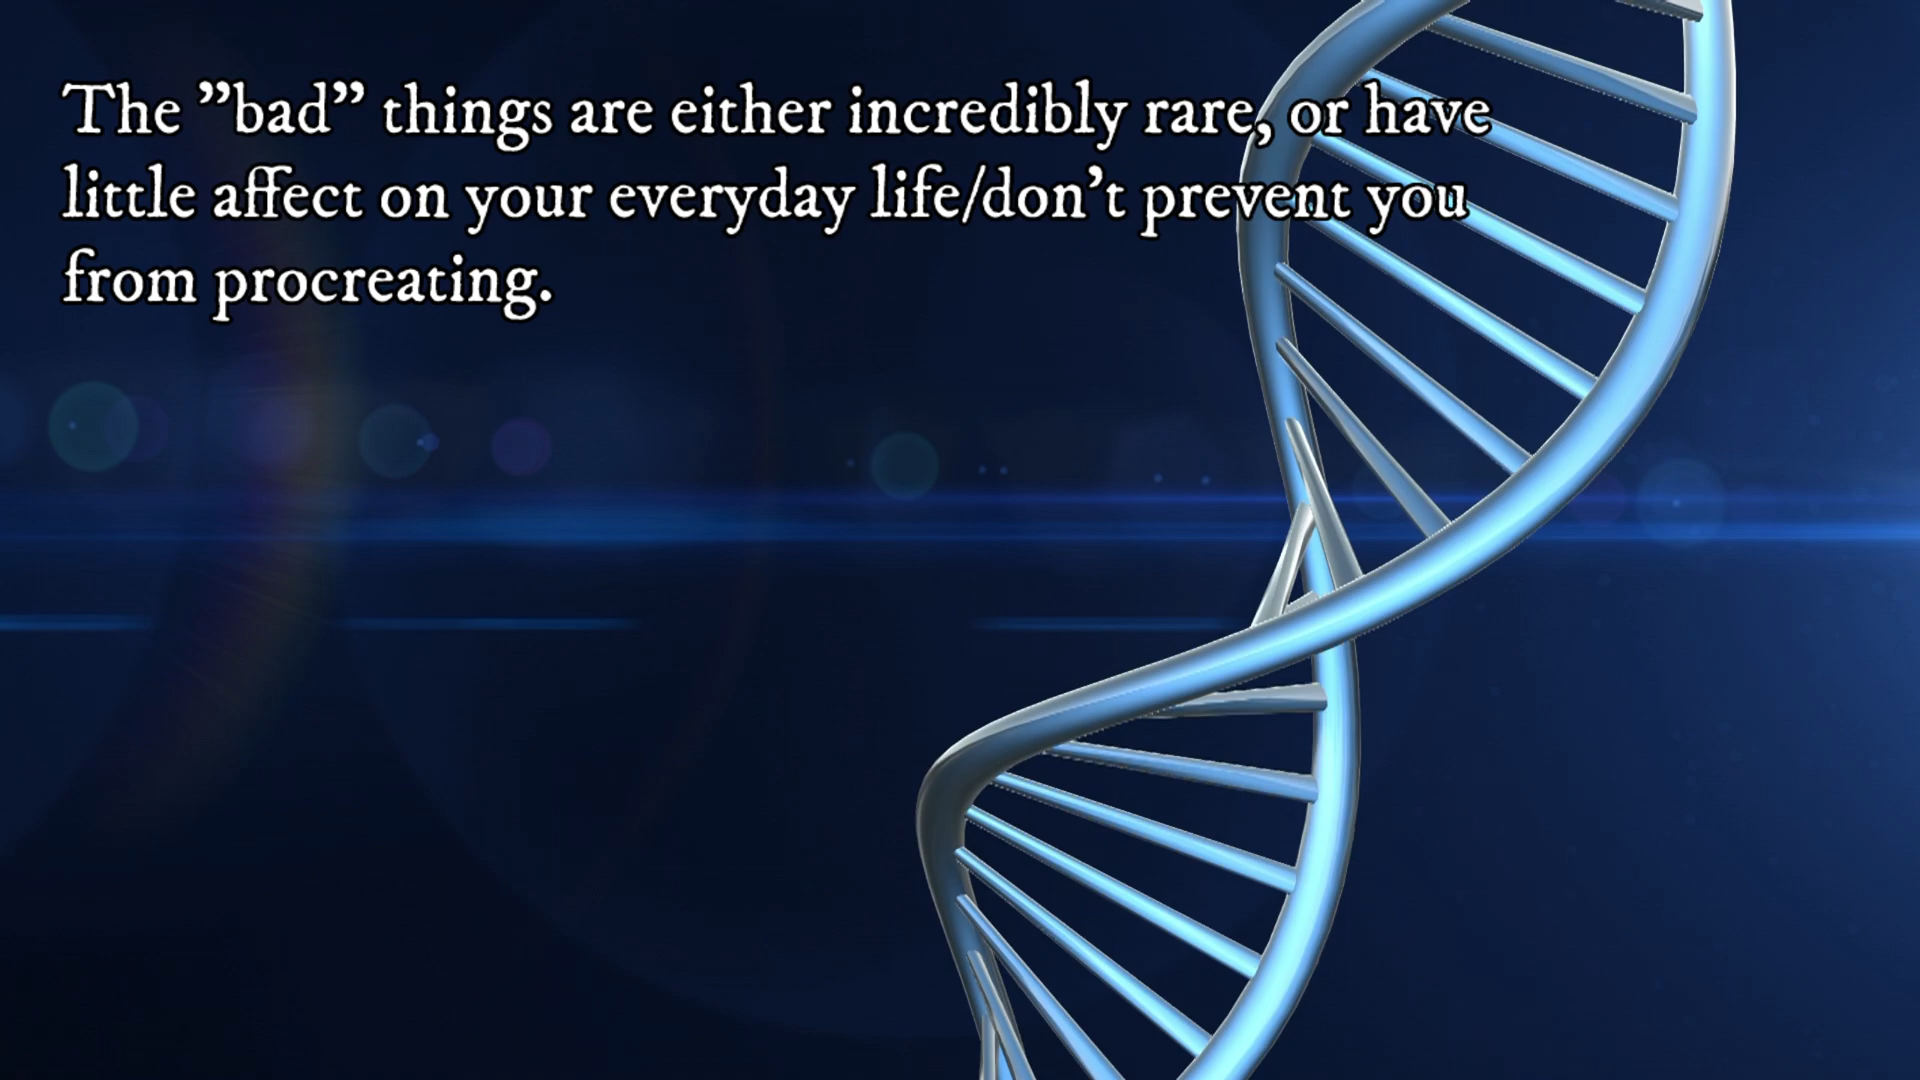 The ”bad” things are either incredibly rare, or have
little affect on your everyday life/don’t prevent you
from procreating.